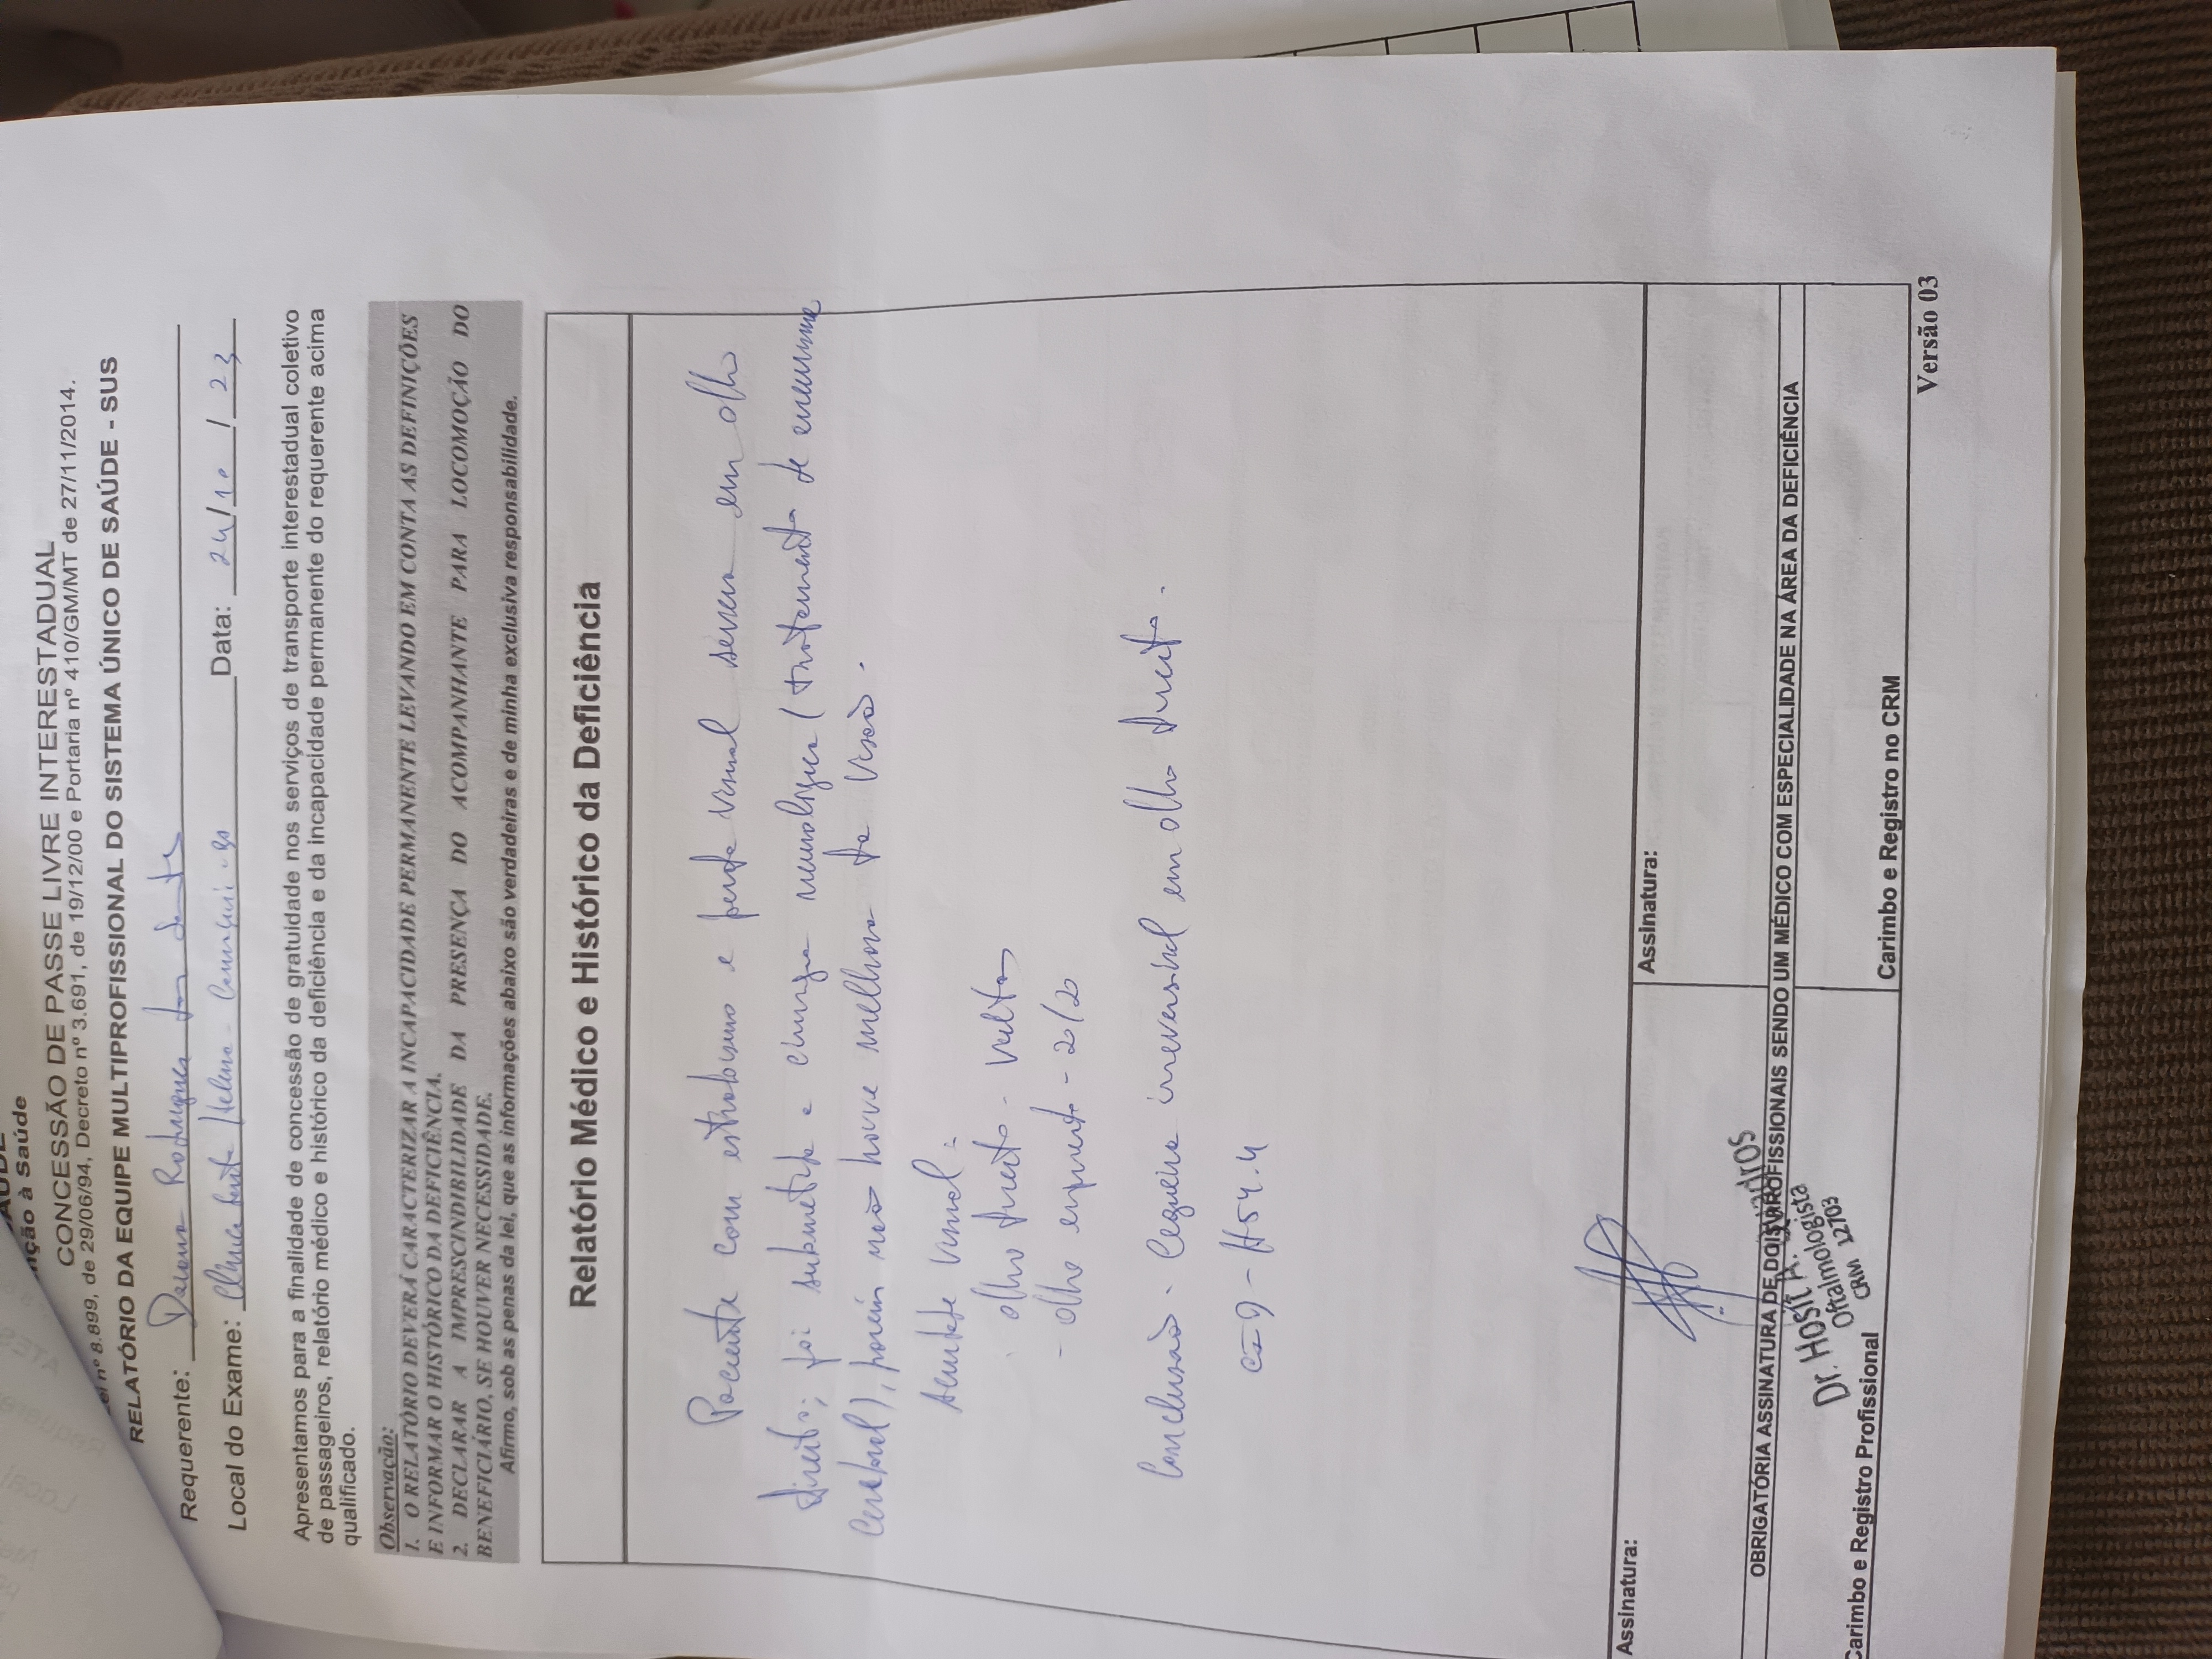 AÚDE
nção à Saúde
CONCESSÃO DE PASSE LIVRE INTERESTADUAL
Lei nº 8.899, de 29/06/94, Decreto nº 3.691, de 19/12/00 e Portaria nº 410/GM/MT de 27/11/2014.
RELATÓRIO DA EQUIPE MULTIPROFISSIONAL DO SISTEMA ÚNICO DE SAÚDE - SUS
Requerente: Rodrigues dos Santos
Local do Exame: Clínica Santa Helena - Camaçari - BA Data: 24/10/23
Apresentamos para a finalidade de concessão de gratuidade nos serviços de transporte interestadual coletivo
de passageiros, relatório médico e histórico da deficiência e da incapacidade permanente do requerente acima
qualificado.
Observação:
1. O RELATÓRIO DEVERÁ CARACTERIZAR A INCAPACIDADE PERMANENTE LEVANDO EM CONTA AS DEFINIÇÕES
E INFORMAR O HISTÓRICO DA DEFICIÊNCIA.
2. DECLARAR A IMPRESCINDIBILIDADE DA PRESENÇA DO ACOMPANHANTE PARA LOCOMOÇÃO DO
BENEFICIÁRIO, SE HOUVER NECESSIDADE.
Afirmo, sob as penas da lei, que as informações abaixo são verdadeiras e de minha exclusiva responsabilidade.
Relatório Médico e Histórico da Deficiência
Paciente com estrabismo e perda visual severa em olho
direito; foi submetida a cirurgia neurológica (tratamento de aneurisma
cerebral), porém não houve melhora da visão.
Acuidade visual:
- olho direito - vultos
- olho esquerdo - 20/20
Conclusão - Cegueira irreversível em olho direito.
CID - H54.4
Assinatura:
Assinatura:
OBRIGATÓRIA ASSINATURA DE DOIS PROFISSIONAIS SENDO UM MÉDICO COM ESPECIALIDADE NA ÁREA DA DEFICIÊNCIA
Dr. Hosit A. Quadros
Oftalmologista
CRM 12703
Carimbo e Registro Profissional
Carimbo e Registro no CRM
Versão 03